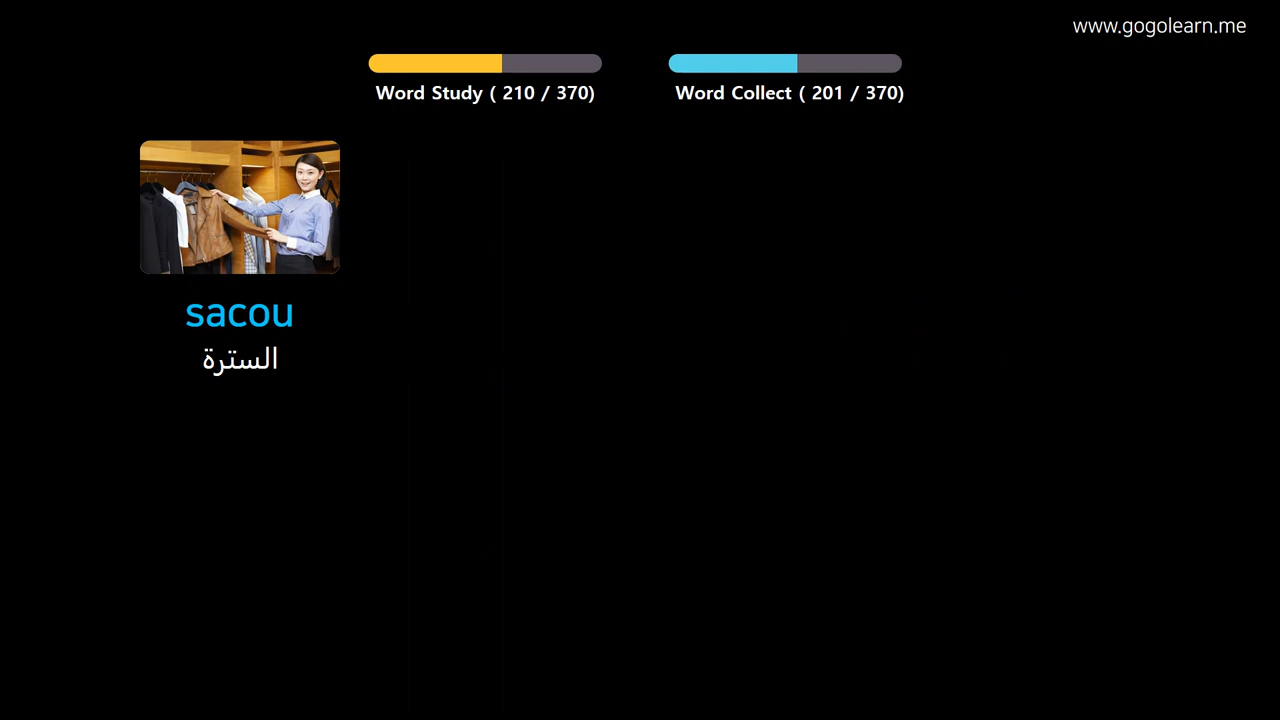 www.gogolearn.me
Word Study ( 210 / 370)
Word Collect ( 201 / 370)
sacou
السترة